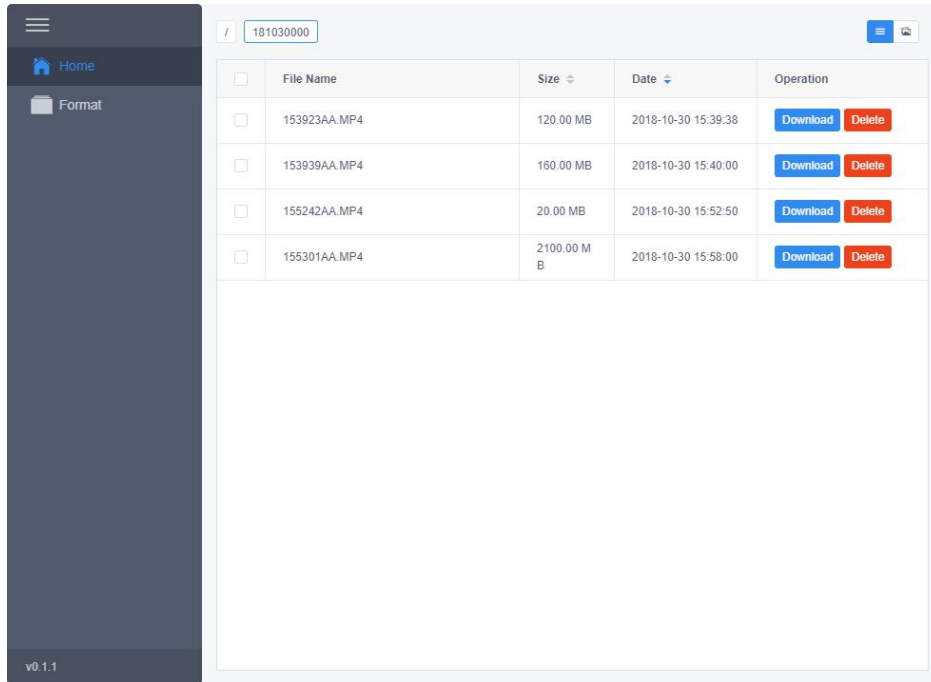 / 181030000
Home
Format
File Name Size Date Operation
153923AA.MP4 120.00 MB 2018-10-30 15:39:38 Download Delete
153939AA.MP4 160.00 MB 2018-10-30 15:40:00 Download Delete
155242AA.MP4 20.00 MB 2018-10-30 15:52:50 Download Delete
155301AA.MP4 2100.00 M
B 2018-10-30 15:58:00 Download Delete
v0.1.1